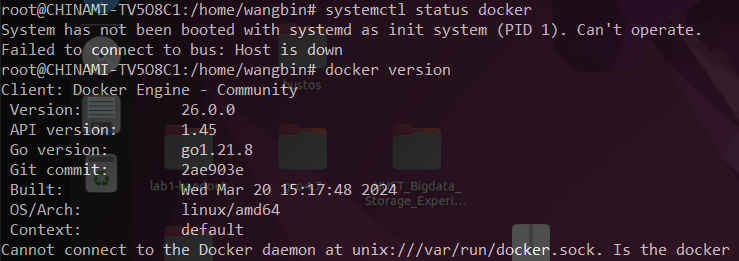 root@CHINAMI-TV5O8C1:/home/wangbin# systemctl status docker
System has not been booted with systemd as init system (PID 1). Can't operate.
Failed to connect to bus: Host is down
root@CHINAMI-TV5O8C1:/home/wangbin# docker version
Client: Docker Engine - Community
Version: 26.0.0
API version: 1.45
Go version: go1.21.8
Git commit: 2ae903e
Built: Wed Mar 20 15:17:48 2024
OS/Arch: linux/amd64
Context: default
Cannot connect to the Docker daemon at unix:///var/run/docker.sock. Is the docker
bustos
Storage_Experi...